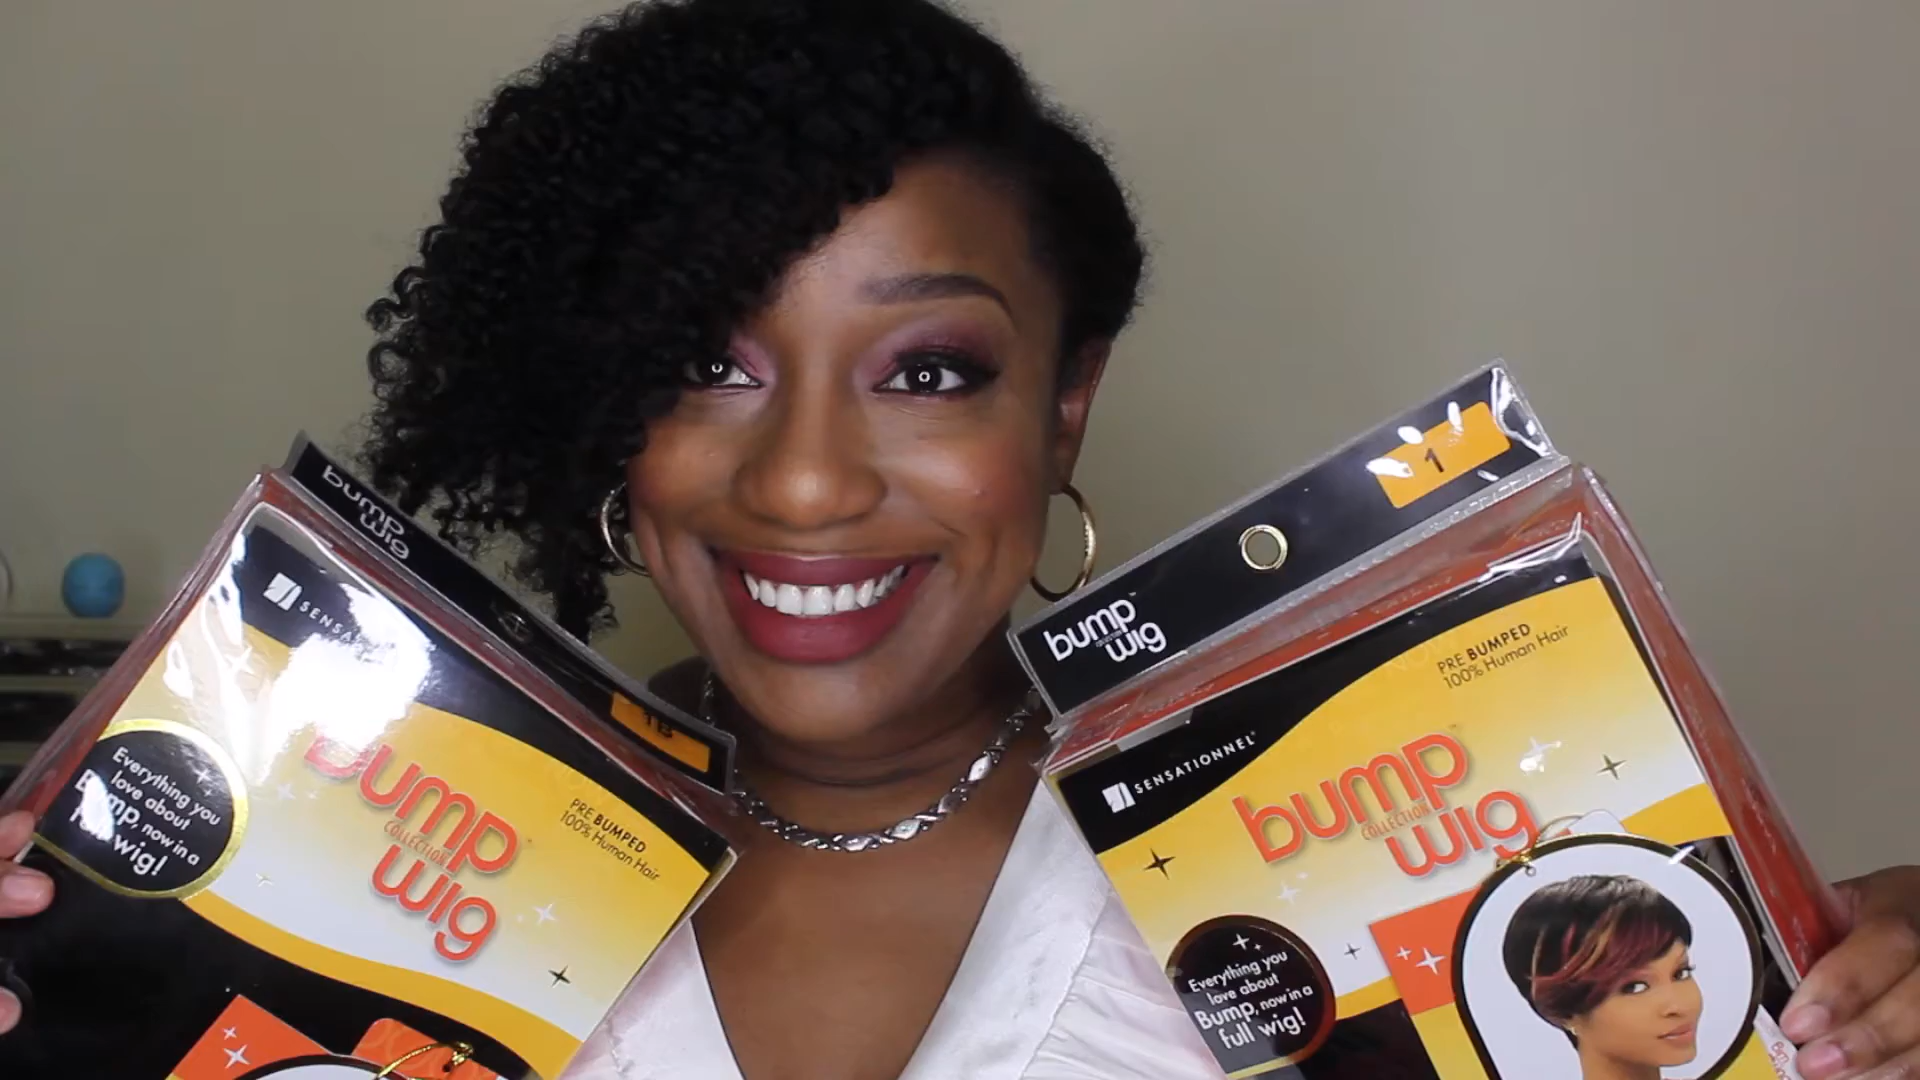 bump
wig
SENSA
1B
Everything you
love about
Bump, now in a
full wig!
bump
COLLECTION
wig
PRE BUMPED
100% Human Hair
1
bump
wig
PRE BUMPED
100% Human Hair
SENSATIONNEL
bump
COLLECTION
wig
Everything you
love about
Bump, now in a
full wig!